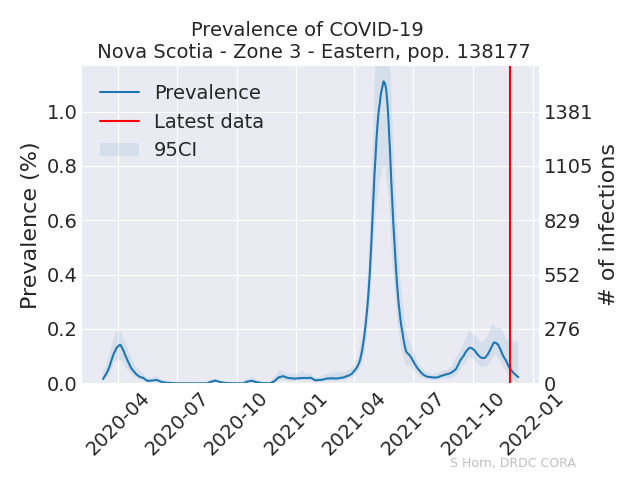 Prevalence of COVID-19
Nova Scotia - Zone 3 - Eastern, pop. 138177
Prevalence
Latest data
95CI
Prevalence (%)
1.0
0.8
0.6
0.4
0.2
0.0
1381
1105
829
552
276
0
# of infections
2020-04
2020-07
2020-10
2021-01
2021-04
2021-07
2021-10
2022-01
S Horn, DRDC CORA